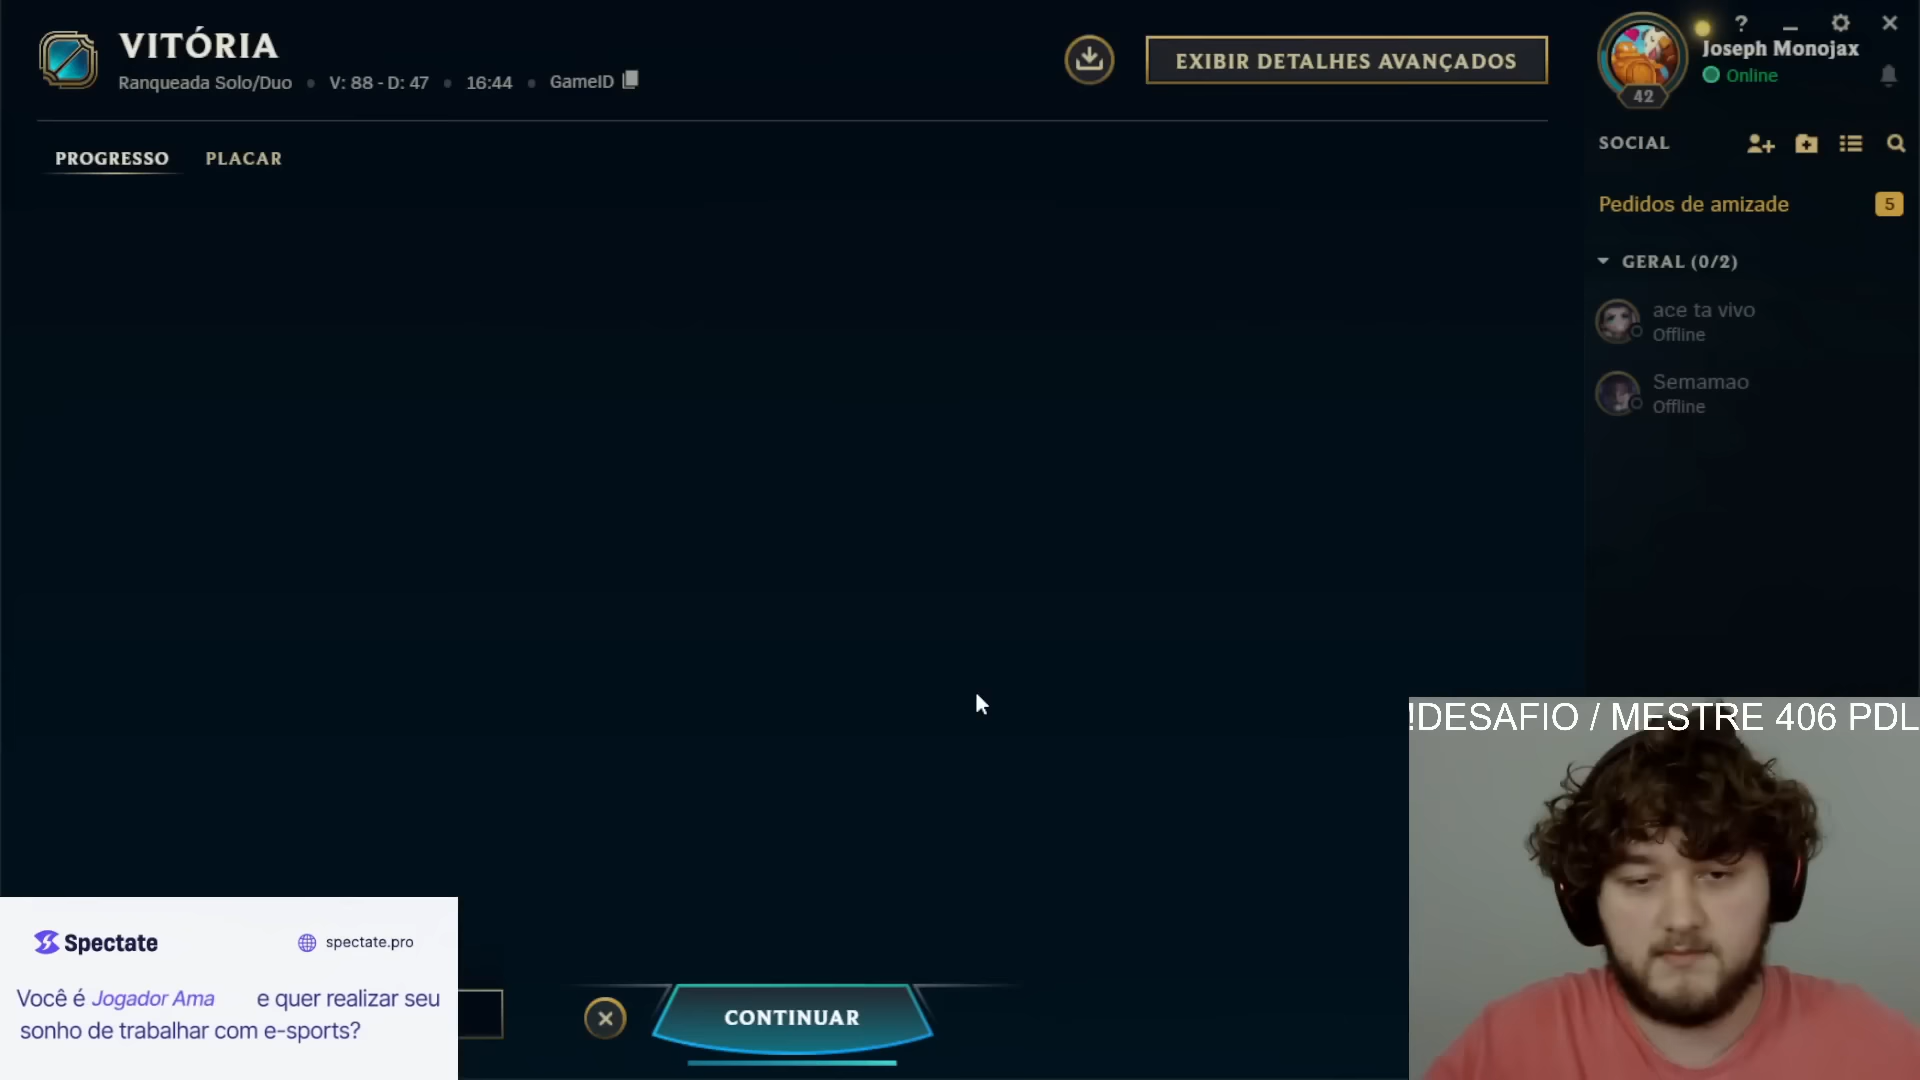 VITÓRIA
Ranqueada Solo/Duo • V: 88 - D: 47 • 16:44 • GameID
EXIBIR DETALHES AVANÇADOS
?
Joseph Monojax
Online
42
PROGRESSO PLACAR
SOCIAL
Pedidos de amizade 5
GERAL (0/2)
ace ta vivo
Offline
Semamao
Offline
!DESAFIO / MESTRE 406 PDL
Spectate spectate.pro
Você é Jogador Ama e quer realizar seu
sonho de trabalhar com e-sports?
CONTINUAR